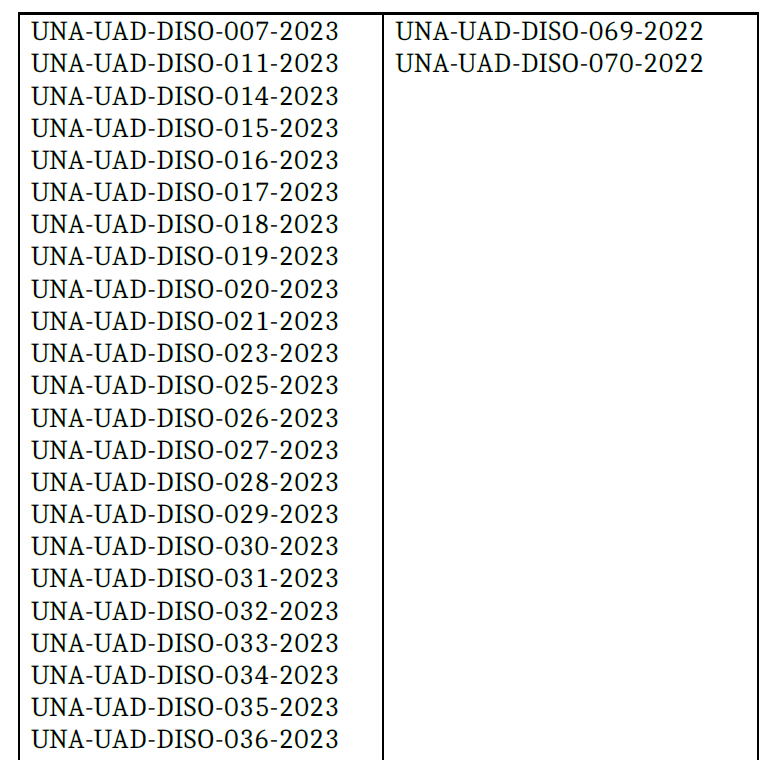 UNA-UAD-DISO-007-2023
UNA-UAD-DISO-011-2023
UNA-UAD-DISO-014-2023
UNA-UAD-DISO-015-2023
UNA-UAD-DISO-016-2023
UNA-UAD-DISO-017-2023
UNA-UAD-DISO-018-2023
UNA-UAD-DISO-019-2023
UNA-UAD-DISO-020-2023
UNA-UAD-DISO-021-2023
UNA-UAD-DISO-023-2023
UNA-UAD-DISO-025-2023
UNA-UAD-DISO-026-2023
UNA-UAD-DISO-027-2023
UNA-UAD-DISO-028-2023
UNA-UAD-DISO-029-2023
UNA-UAD-DISO-030-2023
UNA-UAD-DISO-031-2023
UNA-UAD-DISO-032-2023
UNA-UAD-DISO-033-2023
UNA-UAD-DISO-034-2023
UNA-UAD-DISO-035-2023
UNA-UAD-DISO-036-2023
UNA-UAD-DISO-069-2022
UNA-UAD-DISO-070-2022